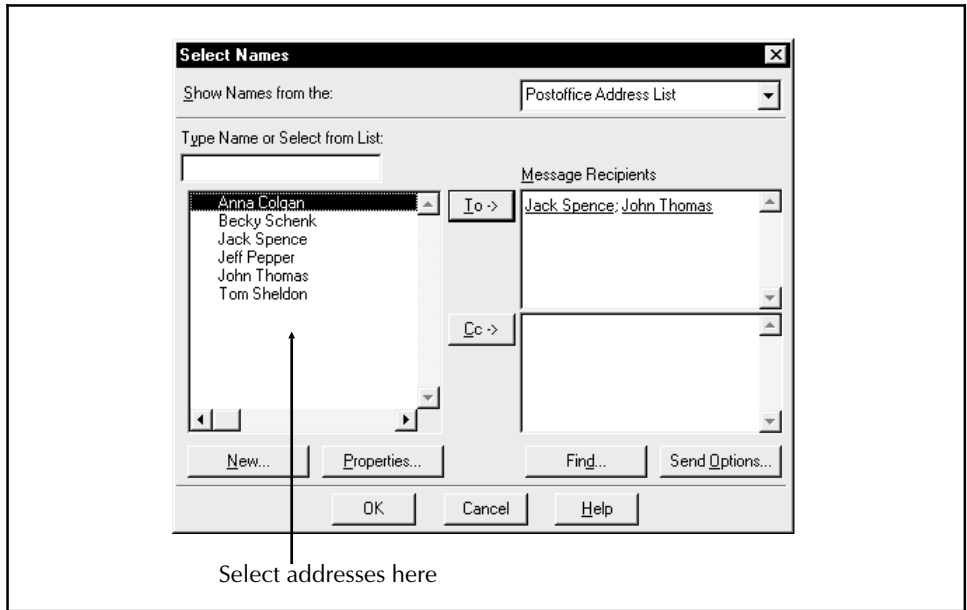 Select Names
Show Names from the:
Postoffice Address List
Type Name or Select from List:
Message Recipients
Anna Colgan
Becky Schenk
Jack Spence
Jeff Pepper
John Thomas
Tom Sheldon
To ->
Jack Spence; John Thomas
Cc ->
New...
Properties...
Find...
Send Options...
OK
Cancel
Help
Select addresses here